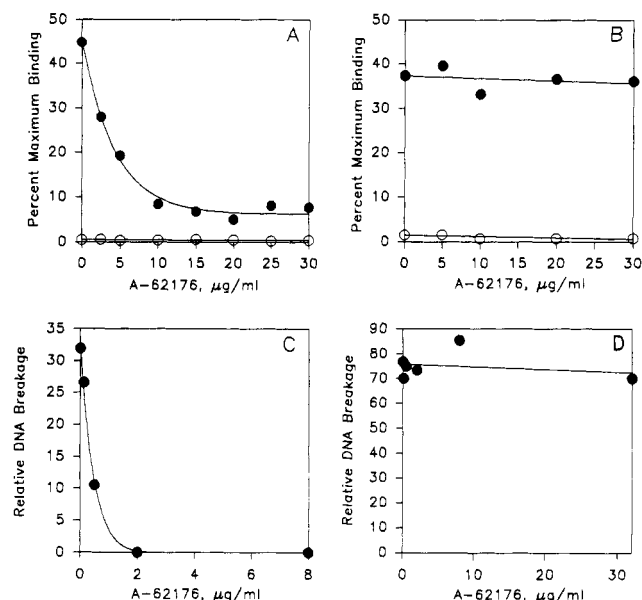 A
Percent Maximum Binding
50
40
30
20
10
0
0 5 10 15 20 25 30
A-62176, μg/ml
B
Percent Maximum Binding
50
40
30
20
10
0
0 5 10 15 20 25 30
A-62176, μg/ml
C
Relative DNA Breakage
35
30
25
20
15
10
5
0
0 2 4 6 8
A-62176, μg/ml
D
Relative DNA Breakage
90
80
70
60
50
40
30
20
10
0
0 10 20 30
A-62176, μg/ml